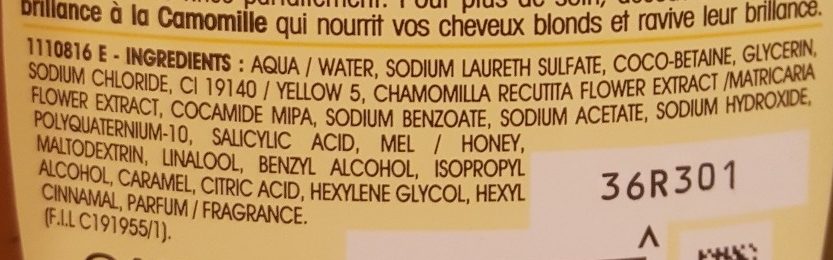 brillance à la Camomille qui nourrit vos cheveux blonds et ravive leur brillance.
1110816 E - INGREDIENTS : AQUA / WATER, SODIUM LAURETH SULFATE, COCO-BETAINE, GLYCERIN,
SODIUM CHLORIDE, CI 19140 / YELLOW 5, CHAMOMILLA RECUTITA FLOWER EXTRACT /MATRICARIA
FLOWER EXTRACT, COCAMIDE MIPA, SODIUM BENZOATE, SODIUM ACETATE, SODIUM HYDROXIDE,
POLYQUATERNIUM-10, SALICYLIC ACID, MEL / HONEY,
MALTODEXTRIN, LINALOOL, BENZYL ALCOHOL, ISOPROPYL
ALCOHOL, CARAMEL, CITRIC ACID, HEXYLENE GLYCOL, HEXYL
CINNAMAL, PARFUM / FRAGRANCE.
(F.I.L C191955/1).
36R301